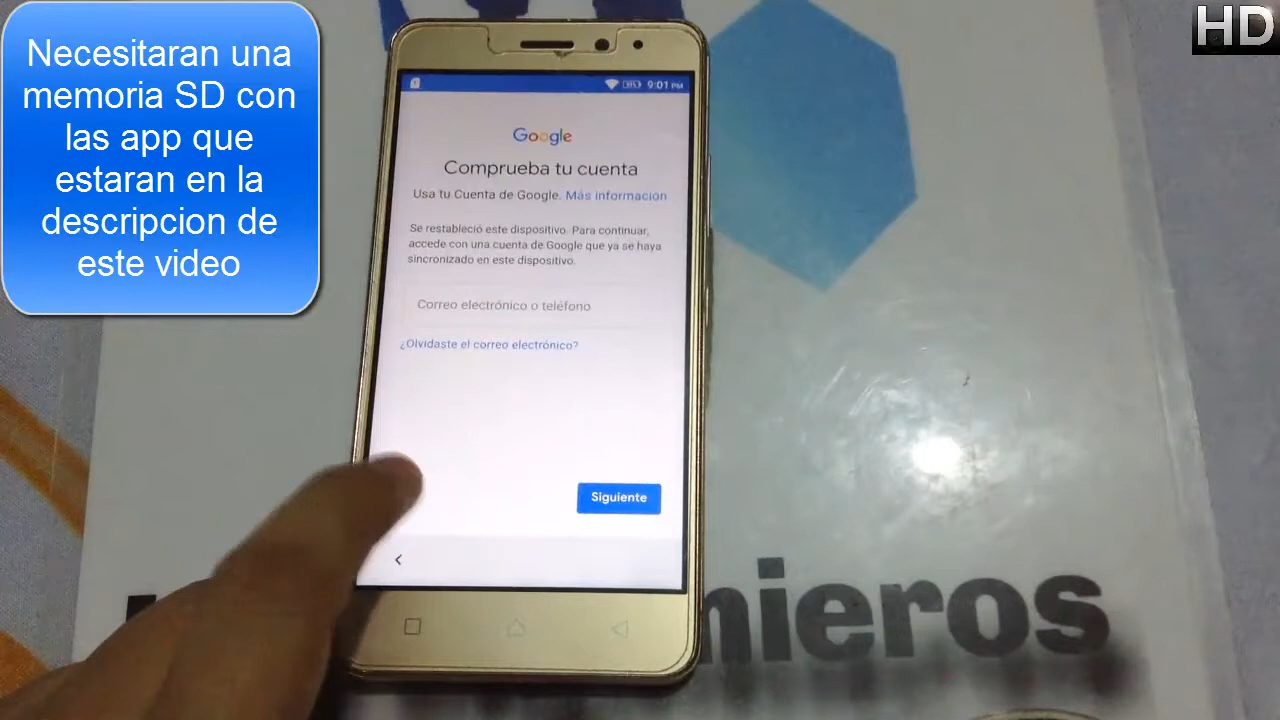 Necesitaran una
memoria SD con
las app que
estaran en la
descripcion de
este video
HD
9:01 PM
Google
Comprueba tu cuenta
Usa tu Cuenta de Google. Más información
Se restableció este dispositivo. Para continuar,
accede con una cuenta de Google que ya se haya
sincronizado en este dispositivo.
Correo electrónico o teléfono
¿Olvidaste el correo electrónico?
Siguiente